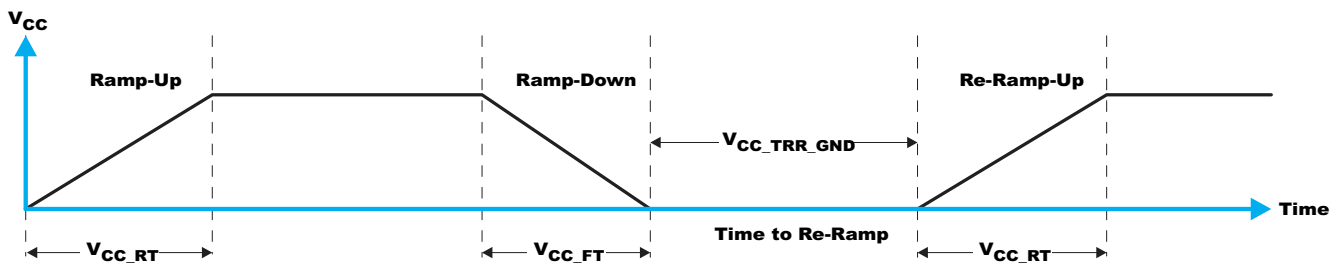 VCC
Ramp-Up
Ramp-Down
Re-Ramp-Up
VCC_TRR_GND
Time
Time to Re-Ramp
VCC_RT
VCC_FT
VCC_RT